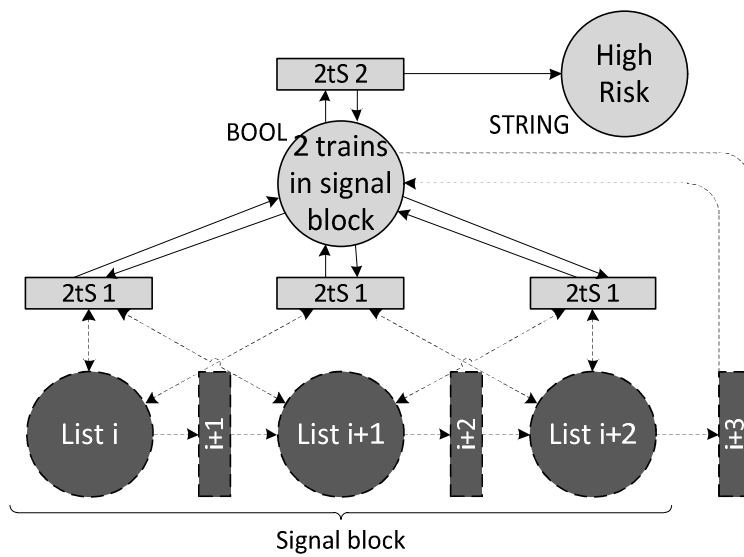 2tS 2
High
Risk
BOOL
STRING
2 trains
in signal
block
2tS 1
2tS 1
2tS 1
List i
i+1
List i+1
i+2
List i+2
i+3
Signal block